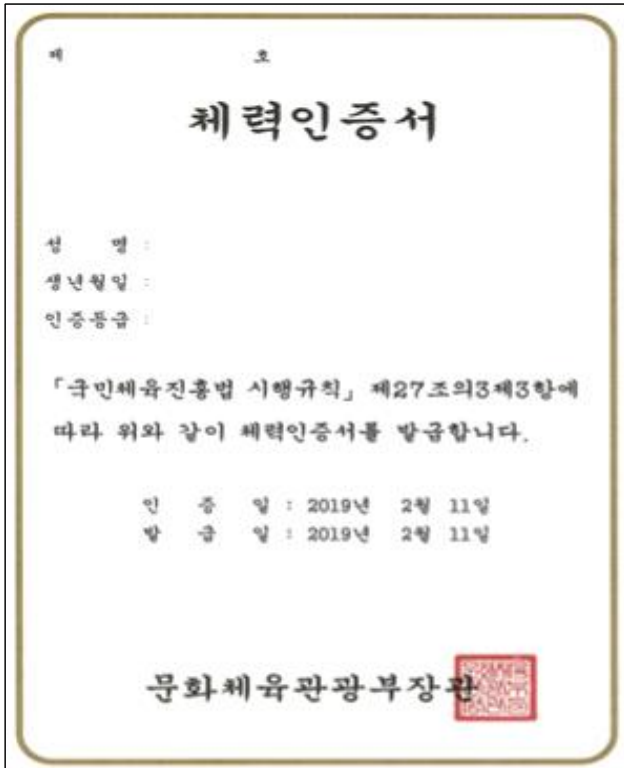 제 호
체력인증서
성 명 :
생년월일 :
인증등급 :
「국민체육진흥법 시행규칙」 제27조의3제3항에
따라 위와 같이 체력인증서를 발급합니다.
인 증 일 : 2019년 2월 11일
발 급 일 : 2019년 2월 11일
문화체육관광부장관